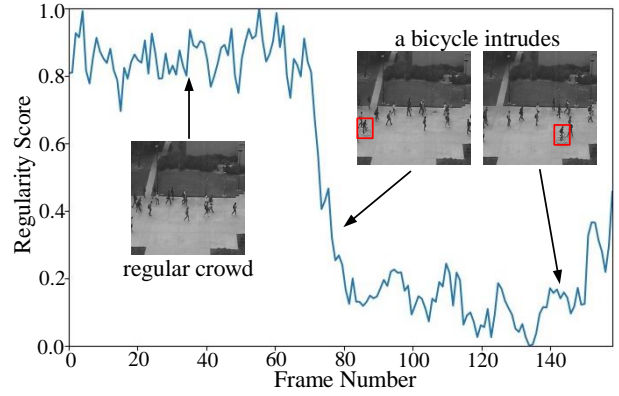 a bicycle intrudes
regular crowd
Regularity Score
1.0
0.8
0.6
0.4
0.2
0.0
0 20 40 60 80 100 120 140
Frame Number